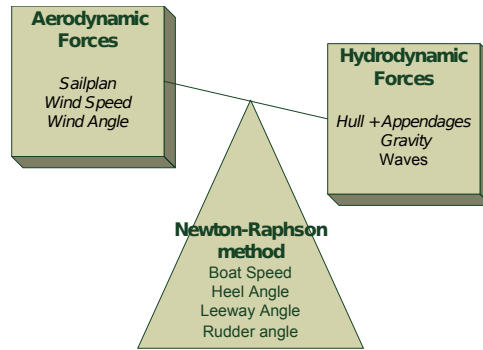 Aerodynamic
Forces
Sailplan
Wind Speed
Wind Angle
Hydrodynamic
Forces
Hull + Appendages
Gravity
Waves
Newton-Raphson
method
Boat Speed
Heel Angle
Leeway Angle
Rudder angle